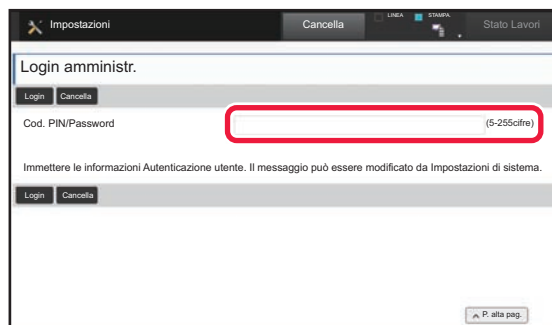 Impostazioni
Cancella
LINEA
STAMPA.
Stato Lavori
Login amministr.
Login
Cancella
Cod. PIN/Password
(5-255cifre)
Immettere le informazioni Autenticazione utente. Il messaggio può essere modificato da Impostazioni di sistema.
Login
Cancella
P. alta pag.